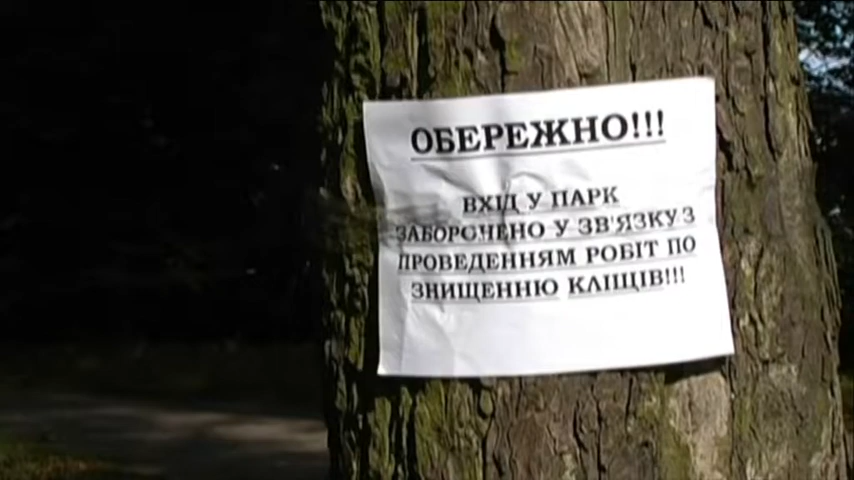 ОБЕРЕЖНО!!!
ВХІД У ПАРК
ЗАБОРОНЕНО У ЗВ'ЯЗКУ З
ПРОВЕДЕННЯМ РОБІТ ПО
ЗНИЩЕННЮ КЛІЩІВ!!!